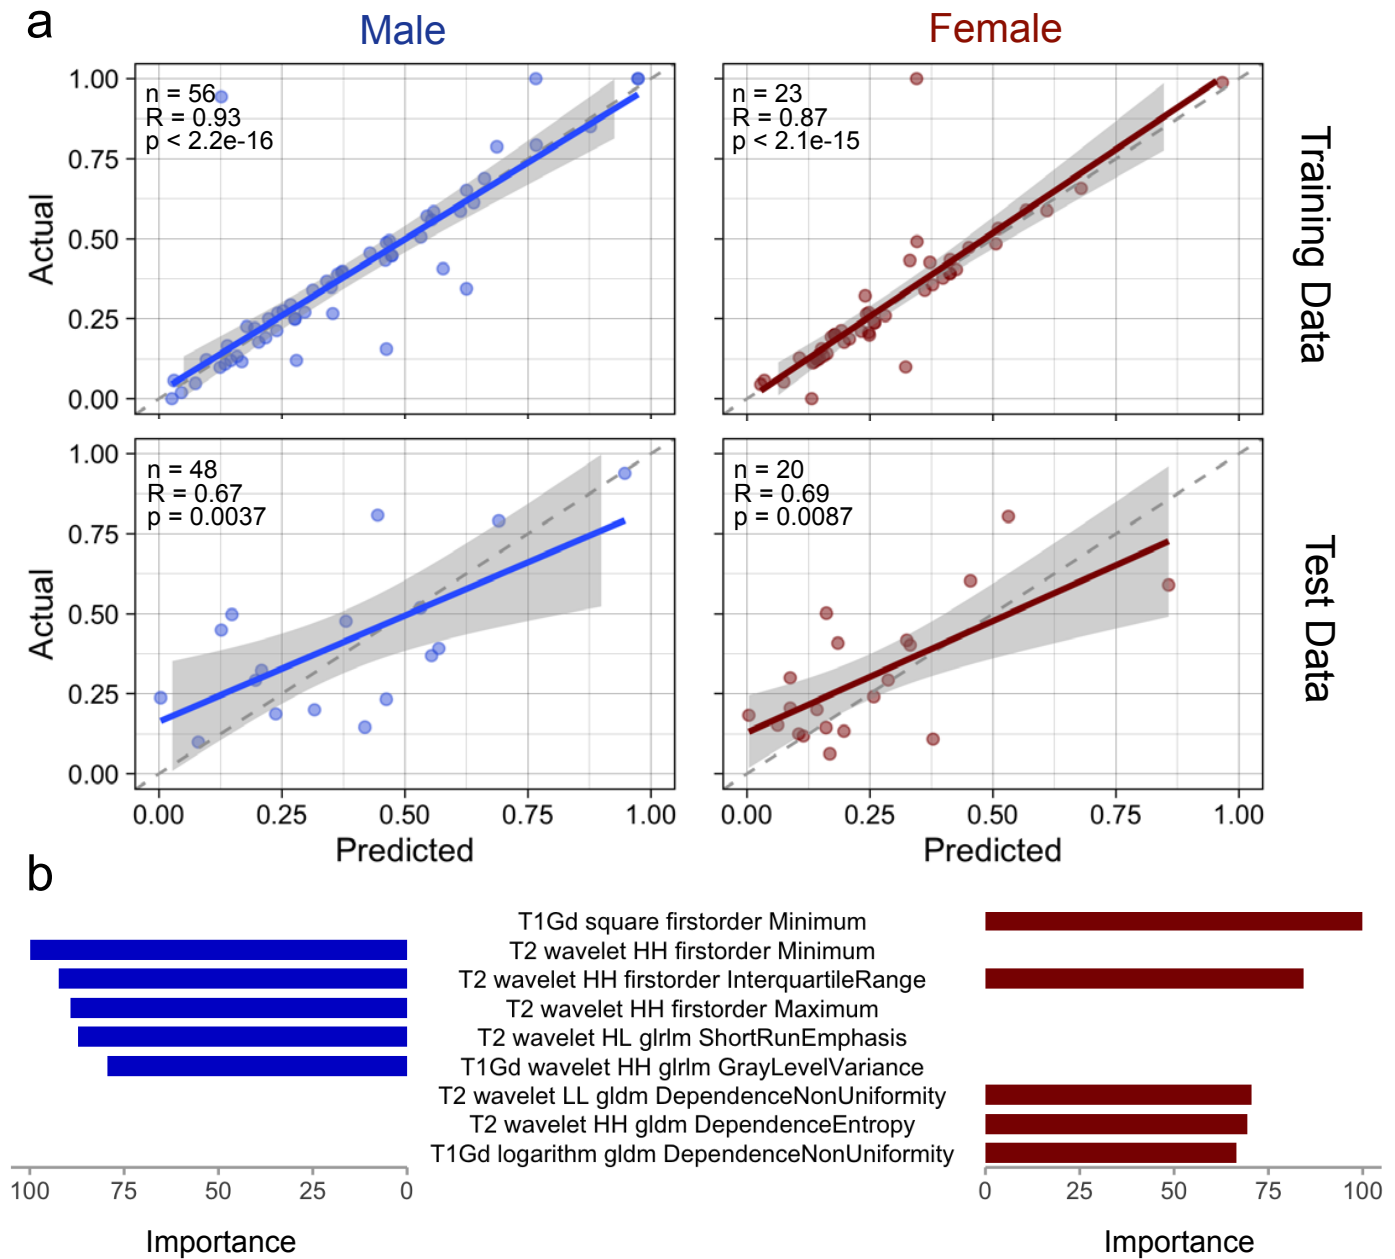 a
Male
Female
n = 56
R = 0.93
p < 2.2e-16
n = 23
R = 0.87
p < 2.1e-15
1.00
0.75
0.50
0.25
0.00
Actual
Training Data
n = 48
R = 0.67
p = 0.0037
n = 20
R = 0.69
p = 0.0087
1.00
0.75
0.50
0.25
0.00
Actual
Test Data
0.00 0.25 0.50 0.75 1.00
0.00 0.25 0.50 0.75 1.00
Predicted
Predicted
b
T1Gd square firstorder Minimum
T2 wavelet HH firstorder Minimum
T2 wavelet HH firstorder InterquartileRange
T2 wavelet HH firstorder Maximum
T2 wavelet HL glrlm ShortRunEmphasis
T1Gd wavelet HH glrlm GrayLevelVariance
T2 wavelet LL gldm DependenceNonUniformity
T2 wavelet HH gldm DependenceEntropy
T1Gd logarithm gldm DependenceNonUniformity
100 75 50 25 0
0 25 50 75 100
Importance
Importance